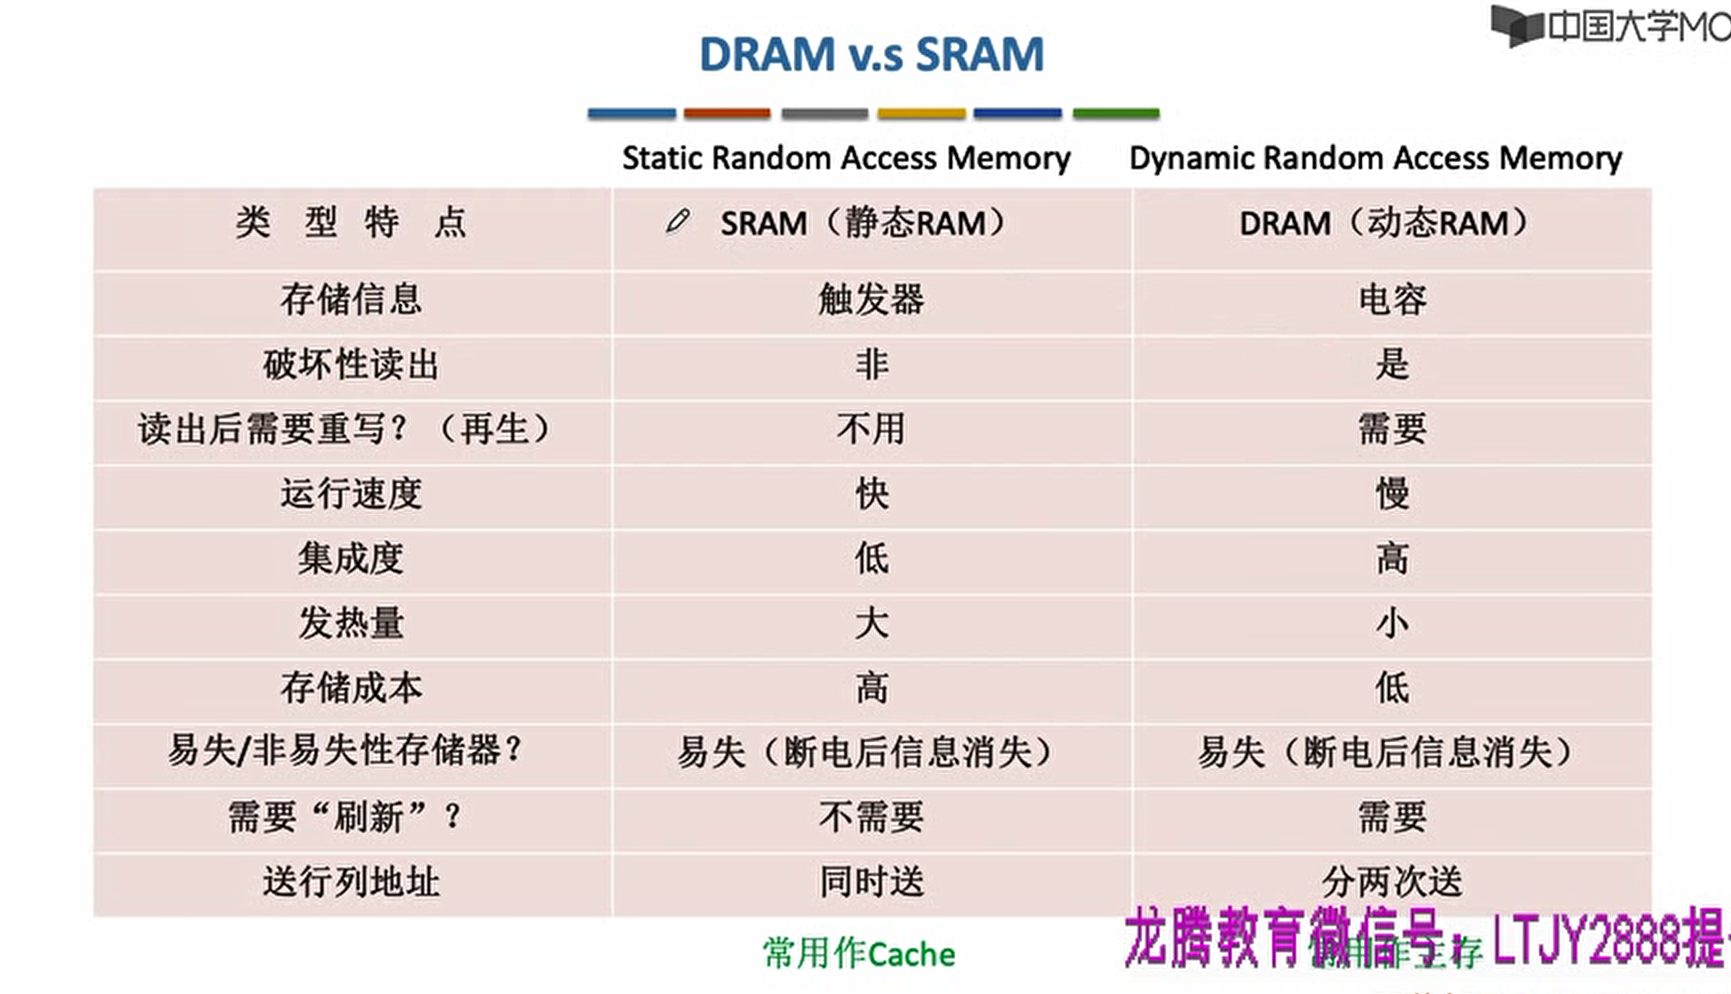 中国大学MO
DRAM v.s SRAM
Static Random Access Memory Dynamic Random Access Memory
类 型 特 点 SRAM（静态RAM） DRAM（动态RAM）
存储信息 触发器 电容
破坏性读出 非 是
读出后需要重写？（再生） 不用 需要
运行速度 快 慢
集成度 低 高
发热量 大 小
存储成本 高 低
易失/非易失性存储器？ 易失（断电后信息消失） 易失（断电后信息消失）
需要“刷新”？ 不需要 需要
送行列地址 同时送 分两次送
常用作Cache 常用作主存
龙腾教育微信号：LTJY2888提